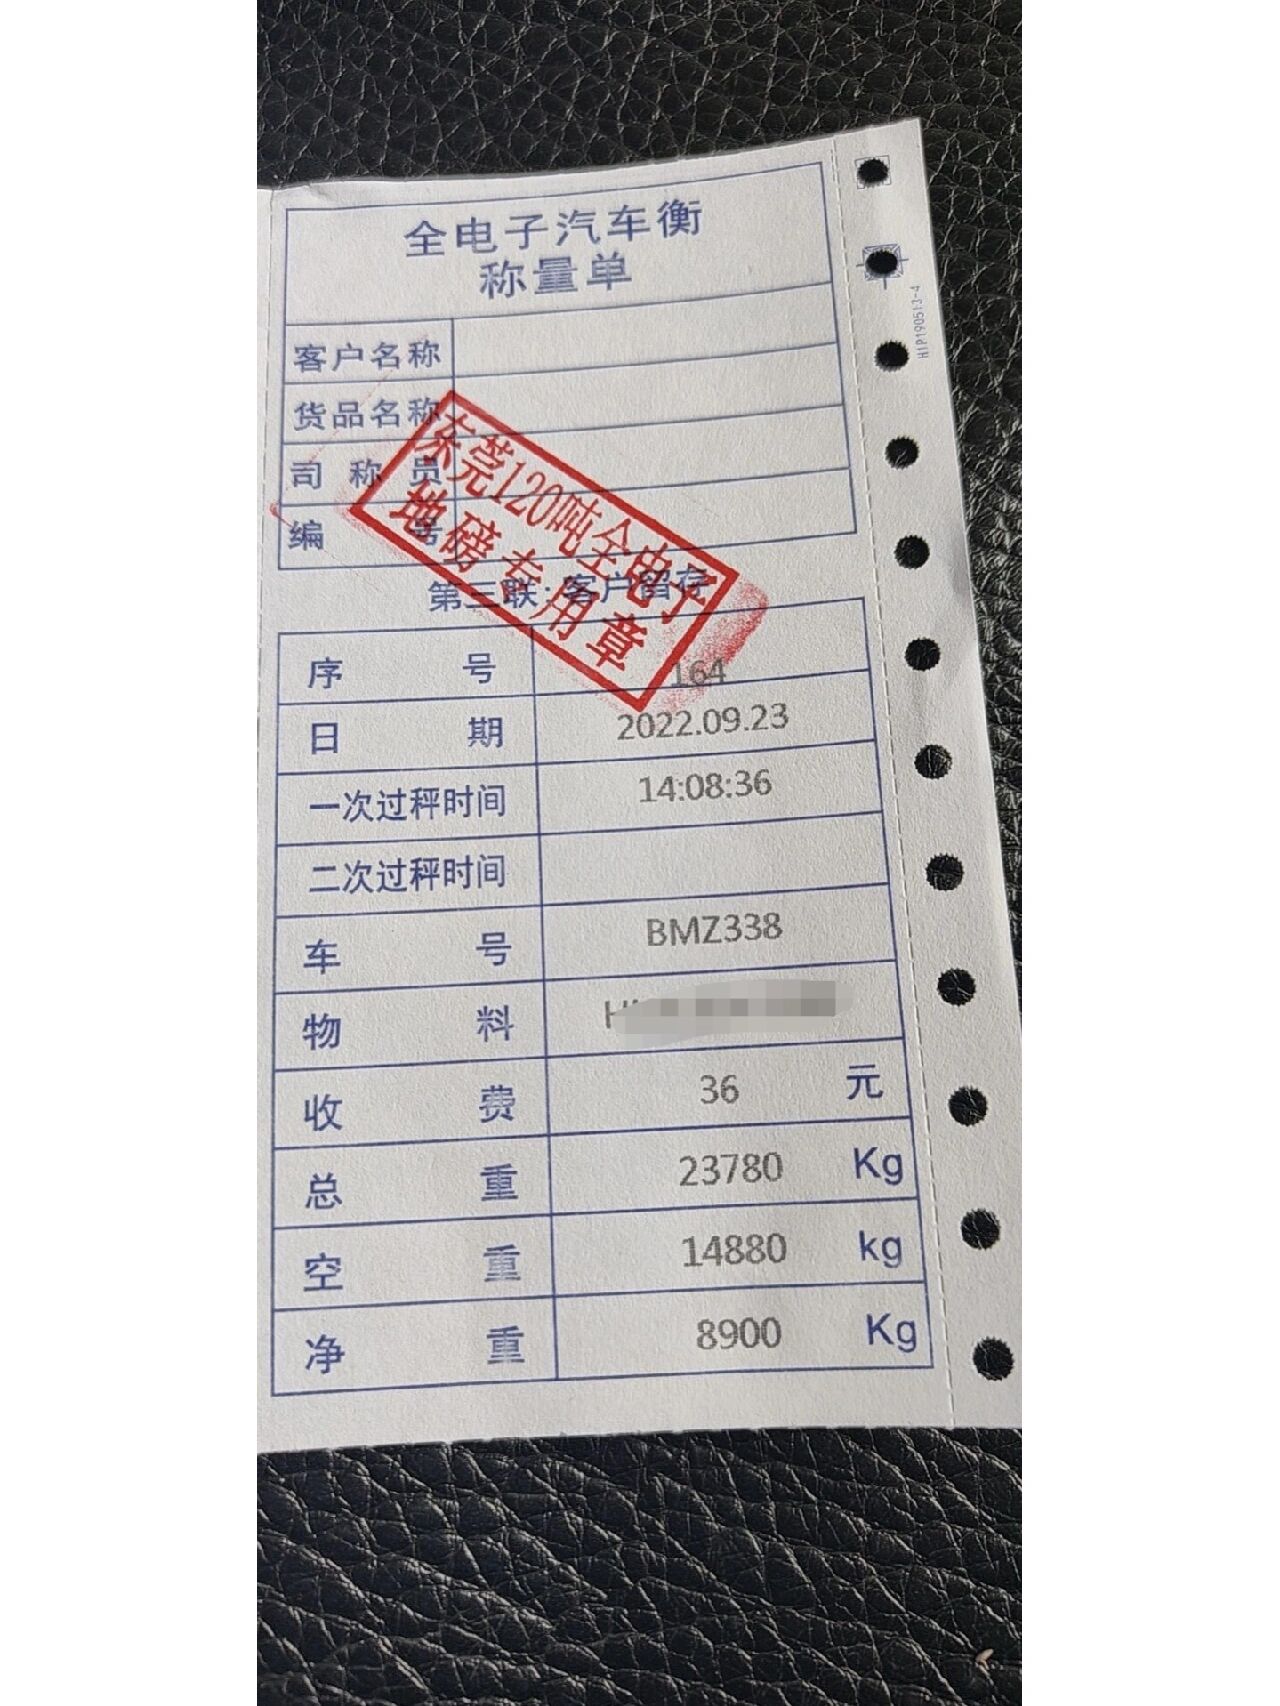 全电子汽车衡
称量单
客户名称
货品名称
司称员
编号
东莞120吨全电子
地磅专用章
第三联:客户留存
序号 164
日期 2022.09.23
一次过秤时间 14:08:36
二次过秤时间
车号 BMZ338
物料
收费 36 元
总重 23780 Kg
空重 14880 kg
净重 8900 Kg
HIP190513-4